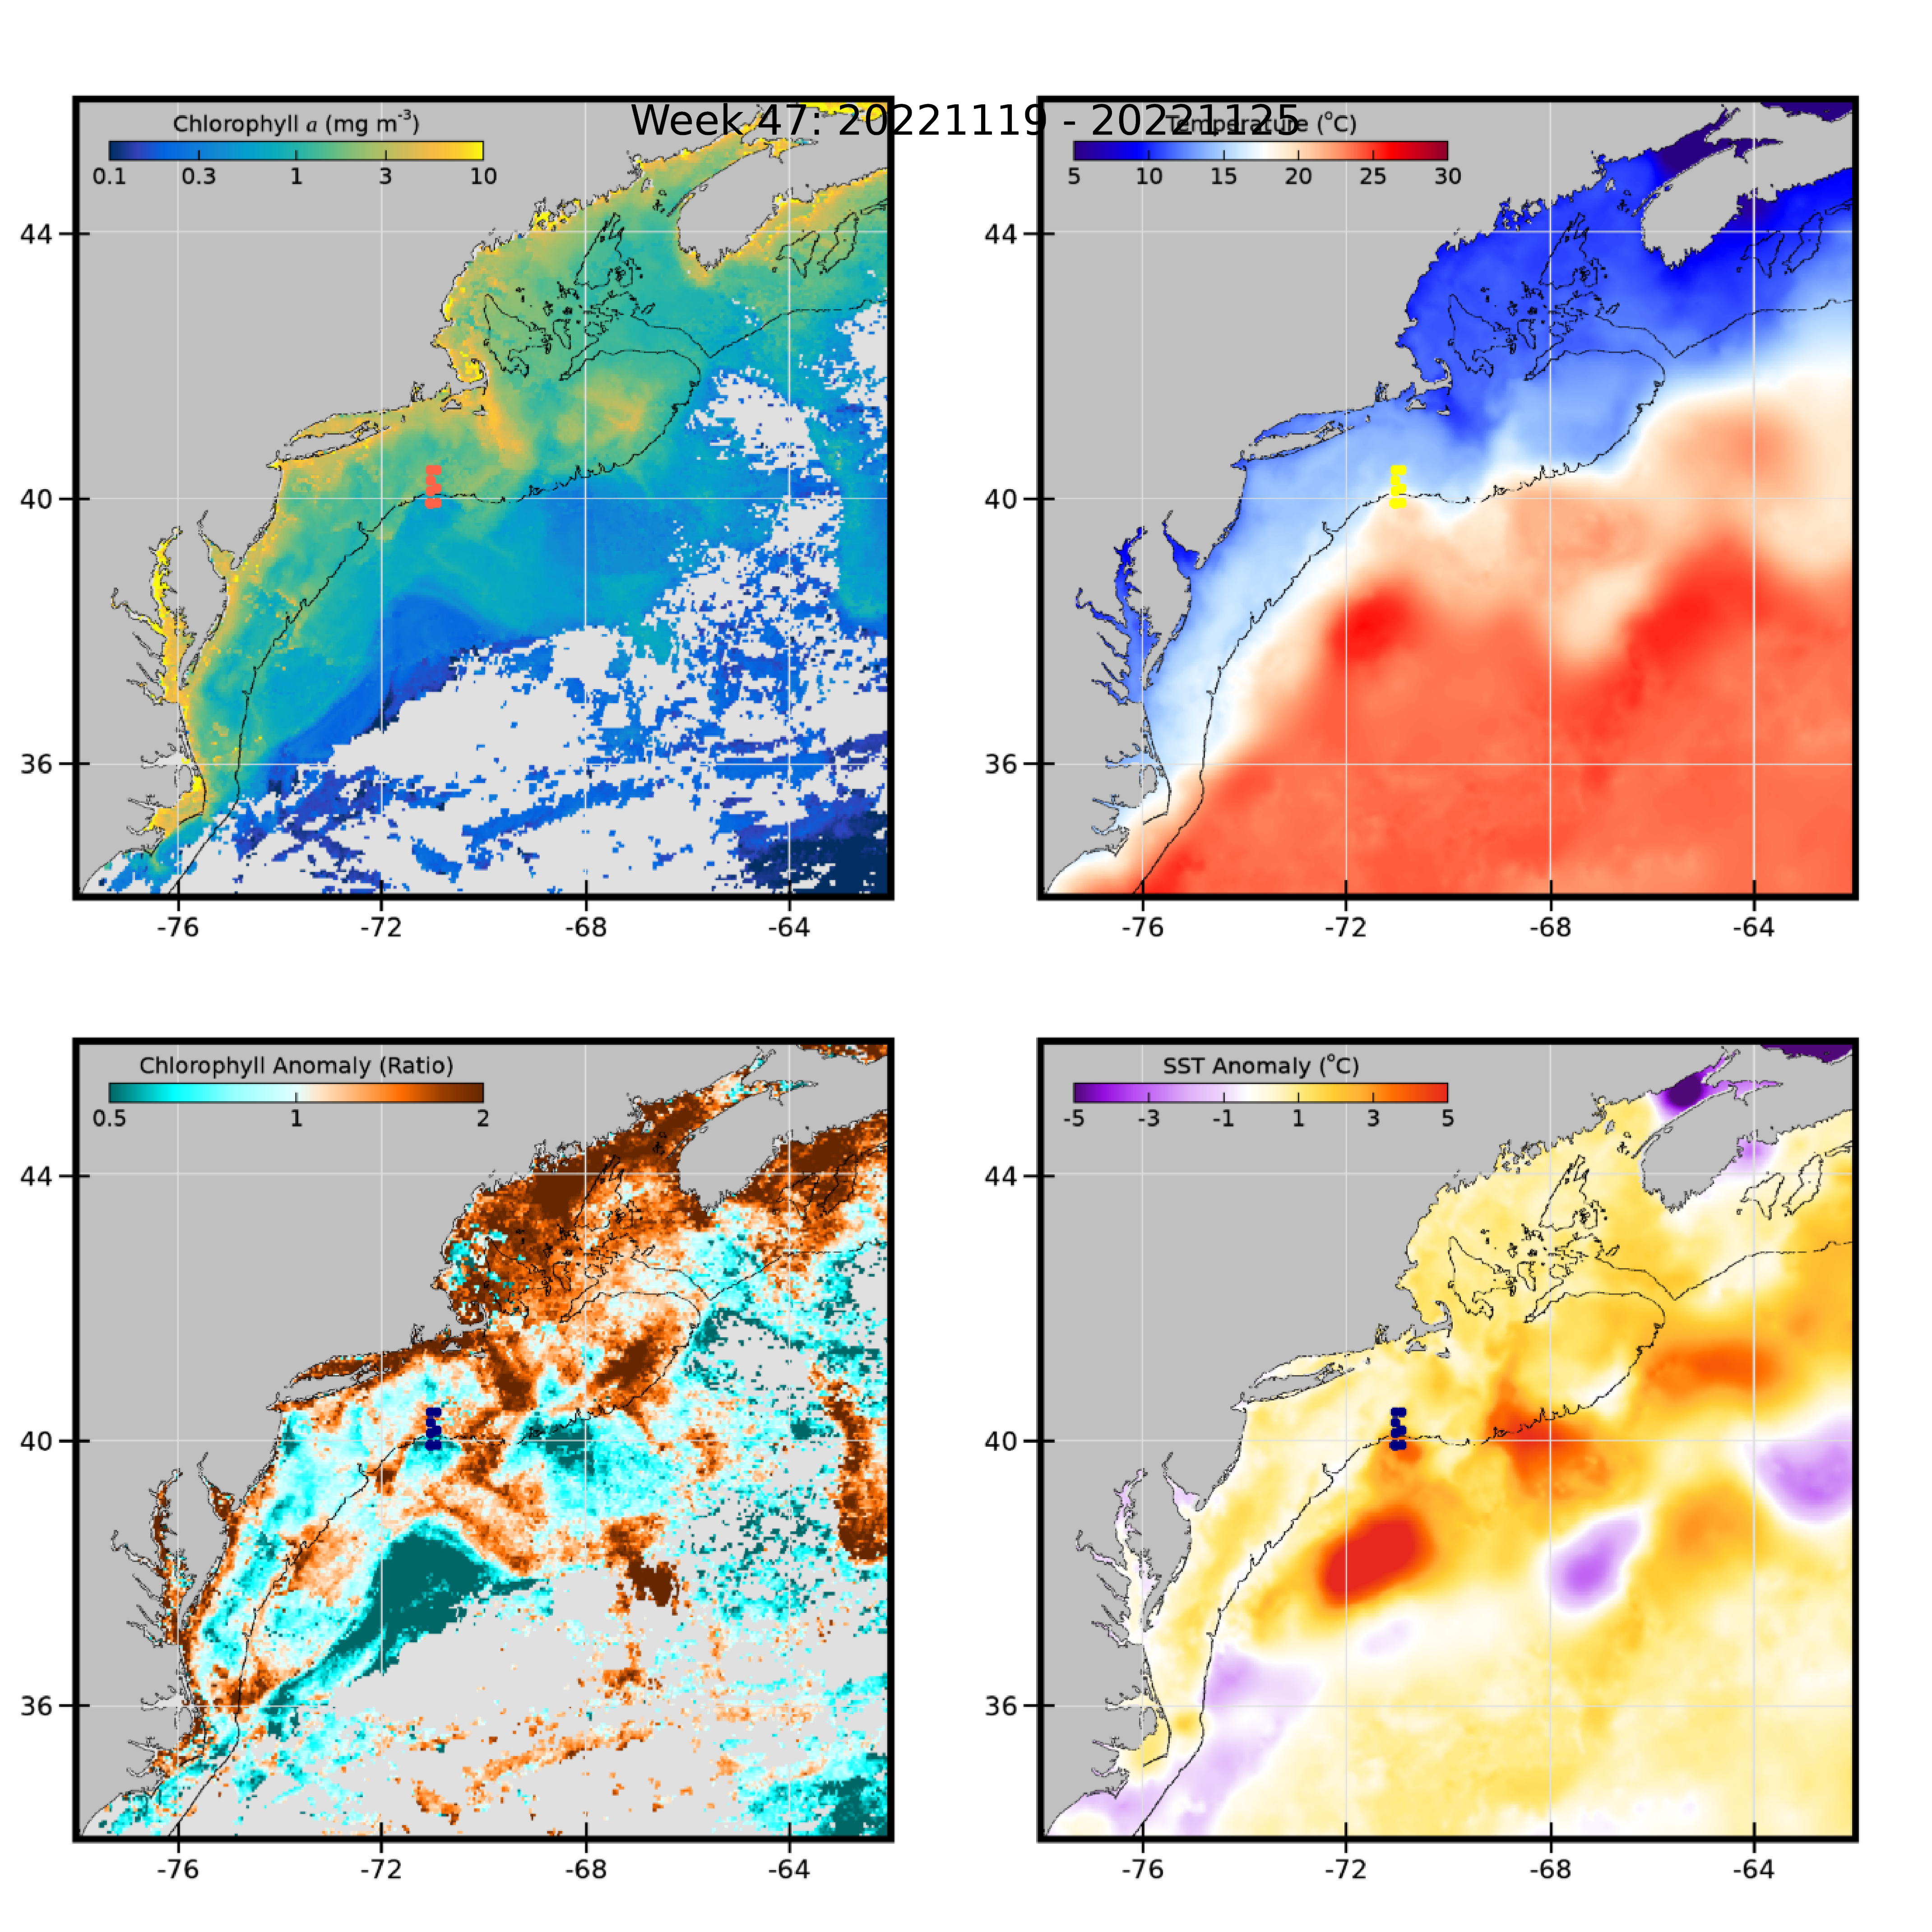 Week 47: 20221119 - 20221125
Chlorophyll a (mg m-3)
0.1 0.3 1 3 10
44
40
36
-76 -72 -68 -64
Temperature (°C)
5 10 15 20 25 30
44
40
36
-76 -72 -68 -64
Chlorophyll Anomaly (Ratio)
0.5 1 2
44
40
36
-76 -72 -68 -64
SST Anomaly (°C)
-5 -3 -1 1 3 5
44
40
36
-76 -72 -68 -64